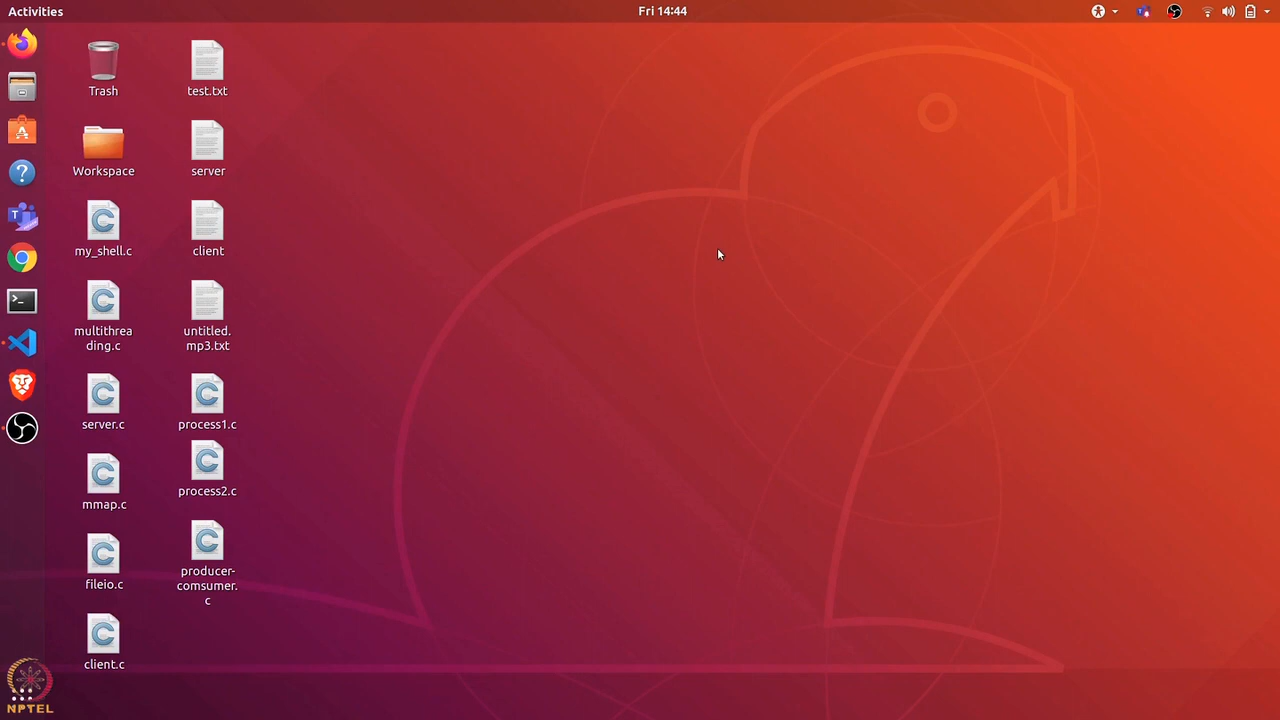 Activities
Fri 14:44
Trash
test.txt
Workspace
server
my_shell.c
client
multithrea
ding.c
untitled.
mp3.txt
server.c
process1.c
mmap.c
process2.c
fileio.c
producer-
comsumer.
c
client.c
NPTEL